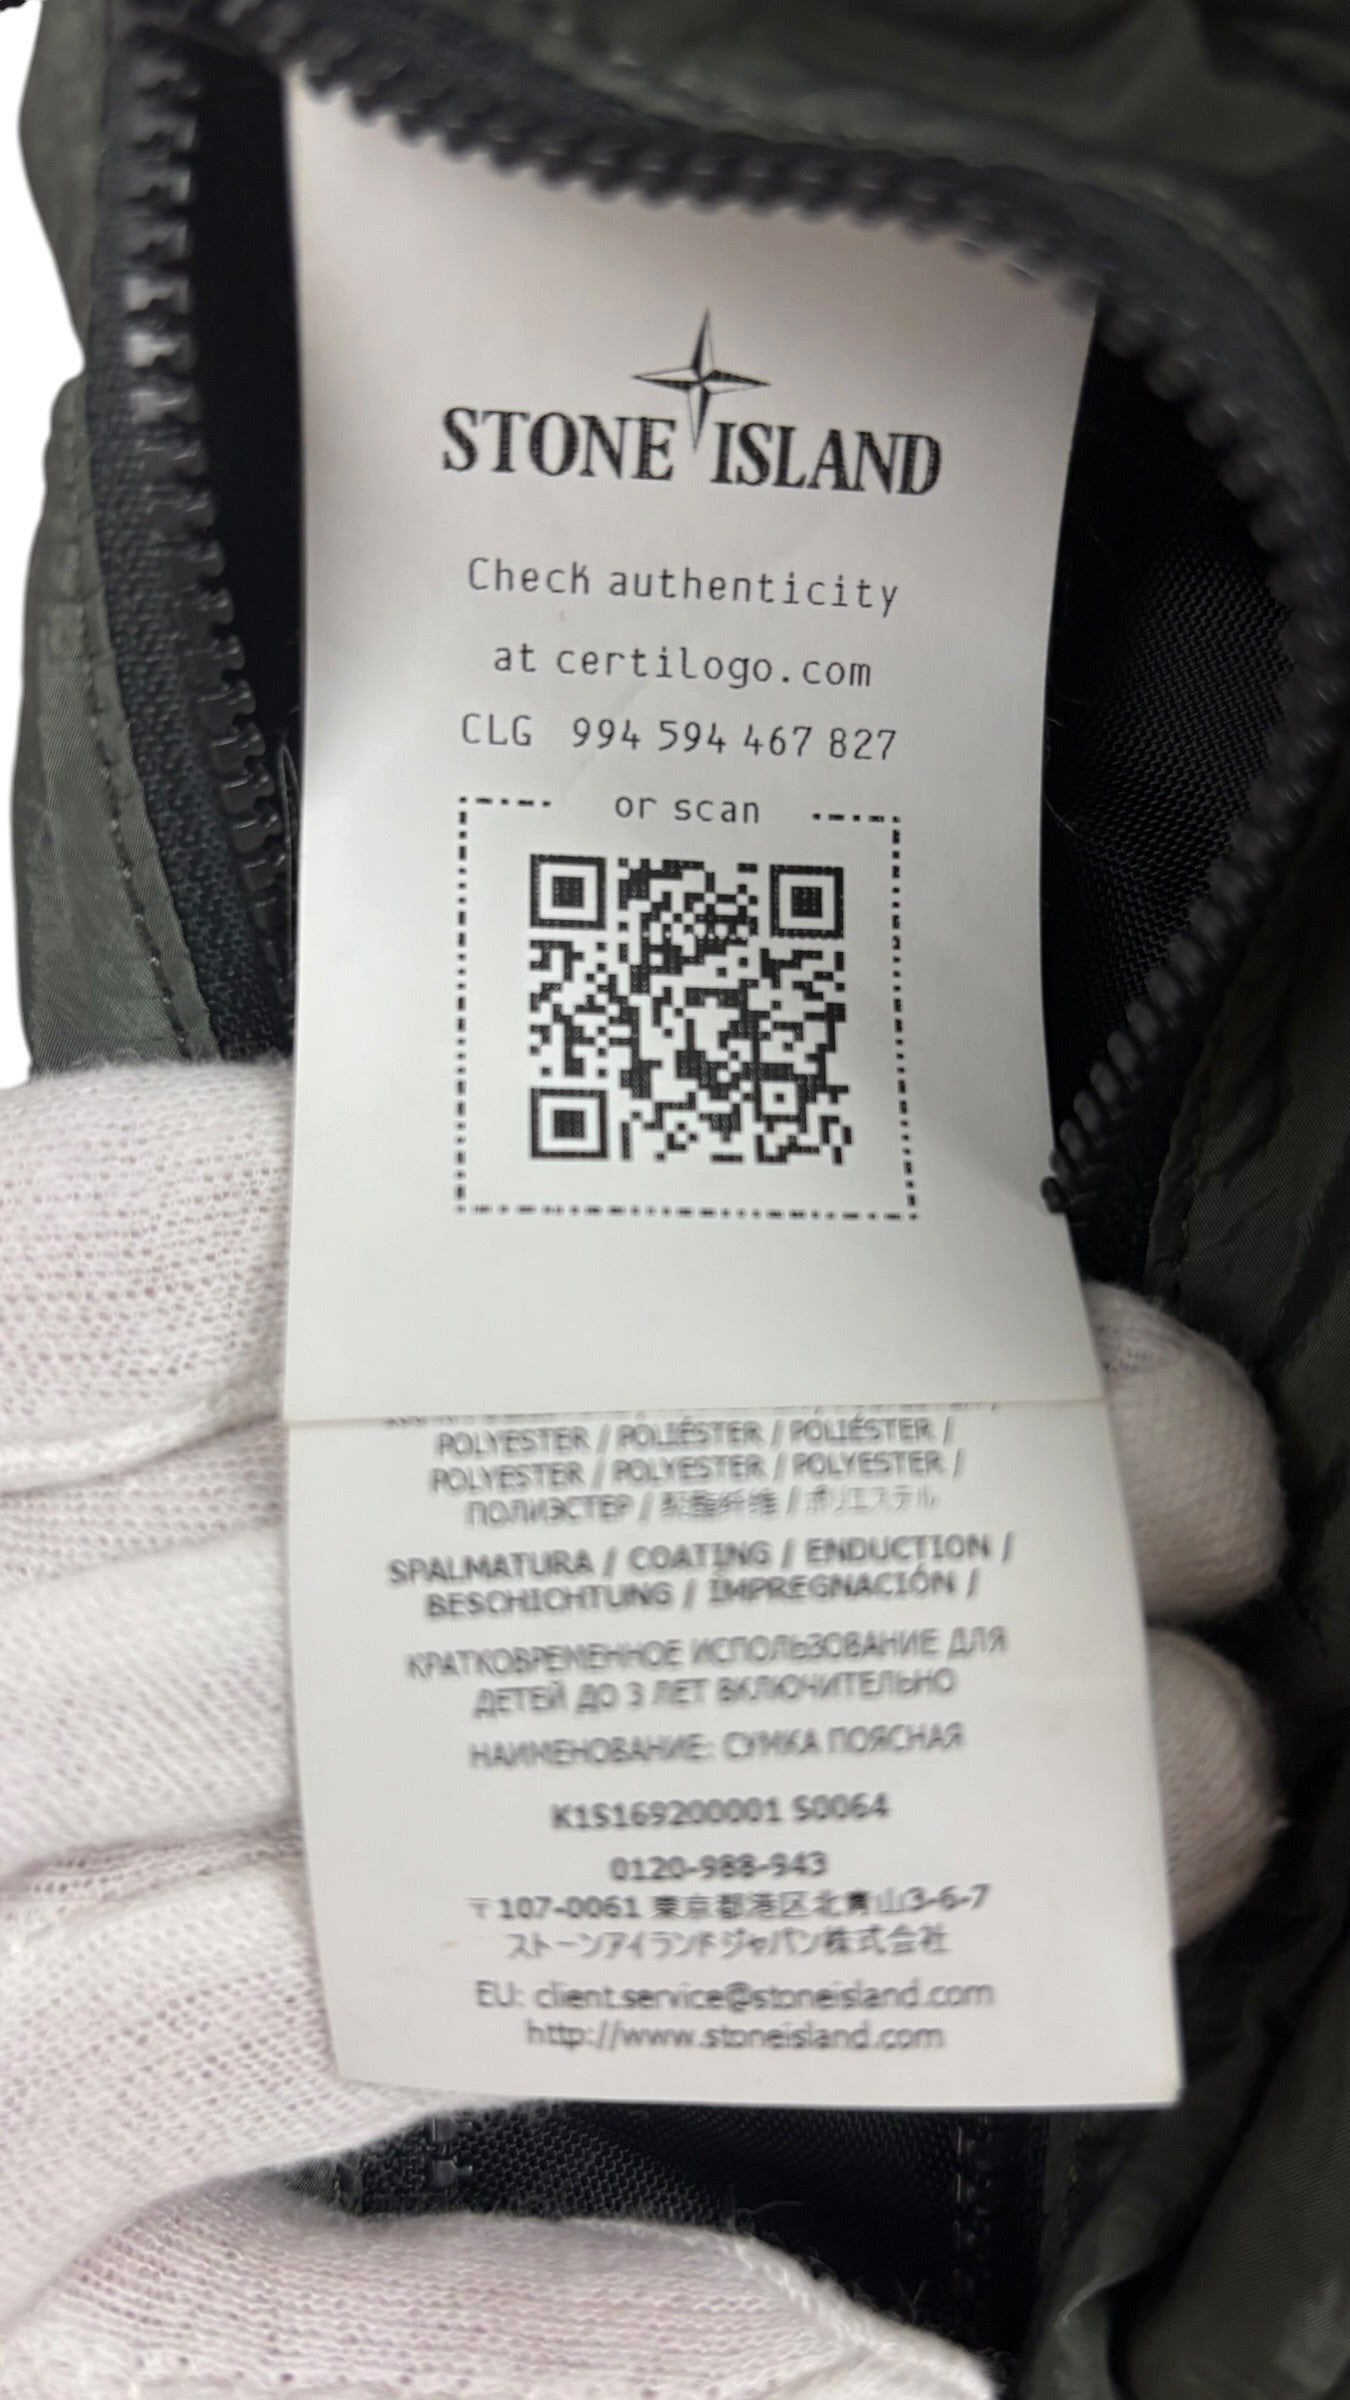 STONE ISLAND
Check authenticity
at certilogo.com
CLG 994 594 467 827
or scan
POLYESTER / POLIÉSTER / POLIÉSTER /
POLYESTER / POLYESTER / POLYESTER /
ПОЛИЭСТЕР / 聚酯纤维 / ポリエステル
SPALMATURA / COATING / ENDUCTION /
BESCHICHTUNG / IMPREGNACIÓN /
КРАТКОВРЕМЕННОЕ ИСПОЛЬЗОВАНИЕ ДЛЯ
ДЕТЕЙ ДО 3 ЛЕТ ВКЛЮЧИТЕЛЬНО
НАИМЕНОВАНИЕ: СУМКА ПОЯСНАЯ
K1S169200001 S0064
0120-988-943
〒107-0061 東京都港区北青山3-6-7
ストーンアイランドジャパン株式会社
EU: client.service@stoneisland.com
http://www.stoneisland.com